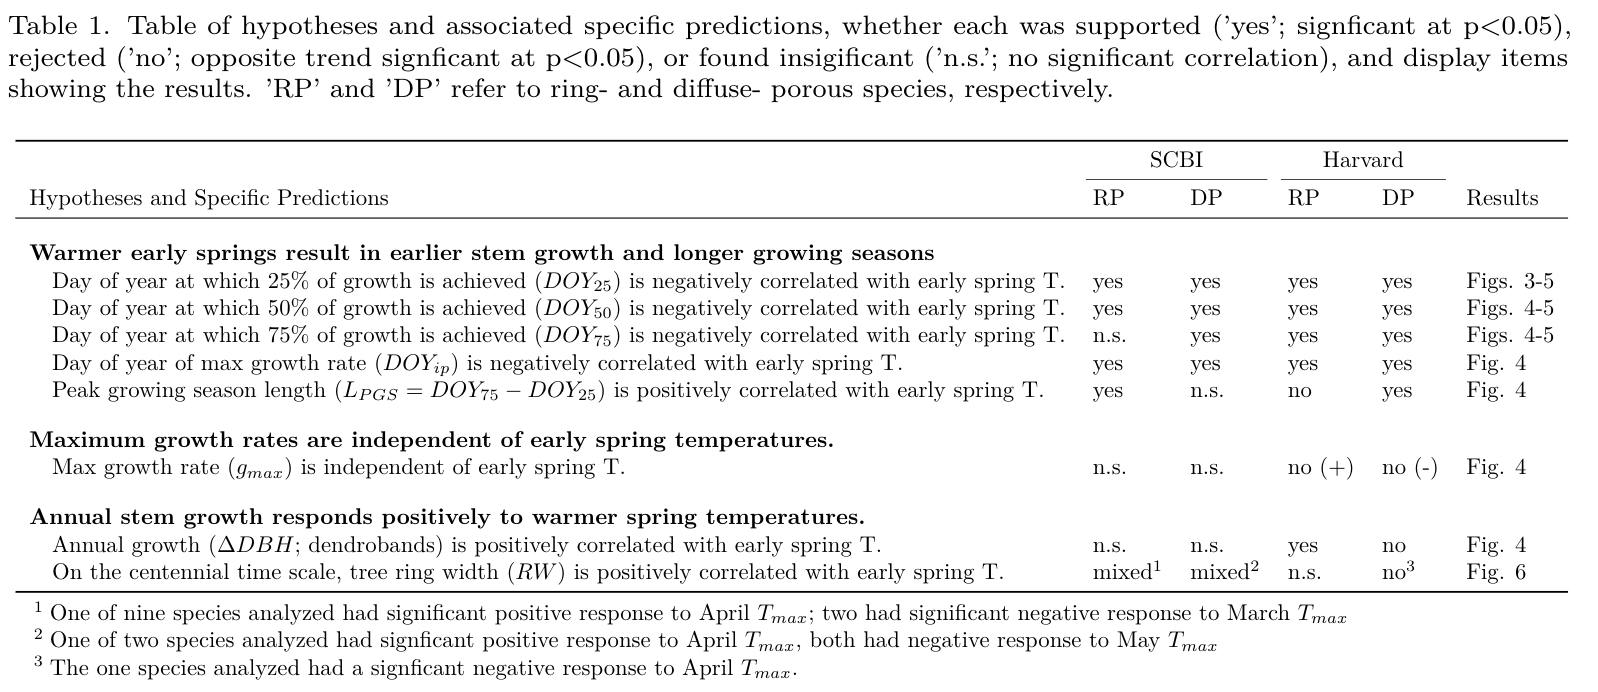 Table 1. Table of hypotheses and associated specific predictions, whether each was supported ('yes'; signficant at p<0.05),
rejected ('no'; opposite trend signficant at p<0.05), or found insigificant ('n.s.'; no significant correlation), and display items
showing the results. 'RP' and 'DP' refer to ring- and diffuse- porous species, respectively.
SCBI Harvard
Hypotheses and Specific Predictions RP DP RP DP Results
Warmer early springs result in earlier stem growth and longer growing seasons
Day of year at which 25% of growth is achieved (DOY₂₅) is negatively correlated with early spring T. yes yes yes yes Figs. 3-5
Day of year at which 50% of growth is achieved (DOY₅₀) is negatively correlated with early spring T. yes yes yes yes Figs. 4-5
Day of year at which 75% of growth is achieved (DOY₇₅) is negatively correlated with early spring T. n.s. yes yes yes Figs. 4-5
Day of year of max growth rate (DOY_ip) is negatively correlated with early spring T. yes yes yes yes Fig. 4
Peak growing season length (L_PGS = DOY₇₅ − DOY₂₅) is positively correlated with early spring T. yes n.s. no yes Fig. 4
Maximum growth rates are independent of early spring temperatures.
Max growth rate (g_max) is independent of early spring T. n.s. n.s. no (+) no (-) Fig. 4
Annual stem growth responds positively to warmer spring temperatures.
Annual growth (ΔDBH; dendrobands) is positively correlated with early spring T. n.s. n.s. yes no Fig. 4
On the centennial time scale, tree ring width (RW) is positively correlated with early spring T. mixed¹ mixed² n.s. no³ Fig. 6
¹ One of nine species analyzed had significant positive response to April T_max; two had significant negative response to March T_max
² One of two species analyzed had signficant positive response to April T_max, both had negative response to May T_max
³ The one species analyzed had a signficant negative response to April T_max.